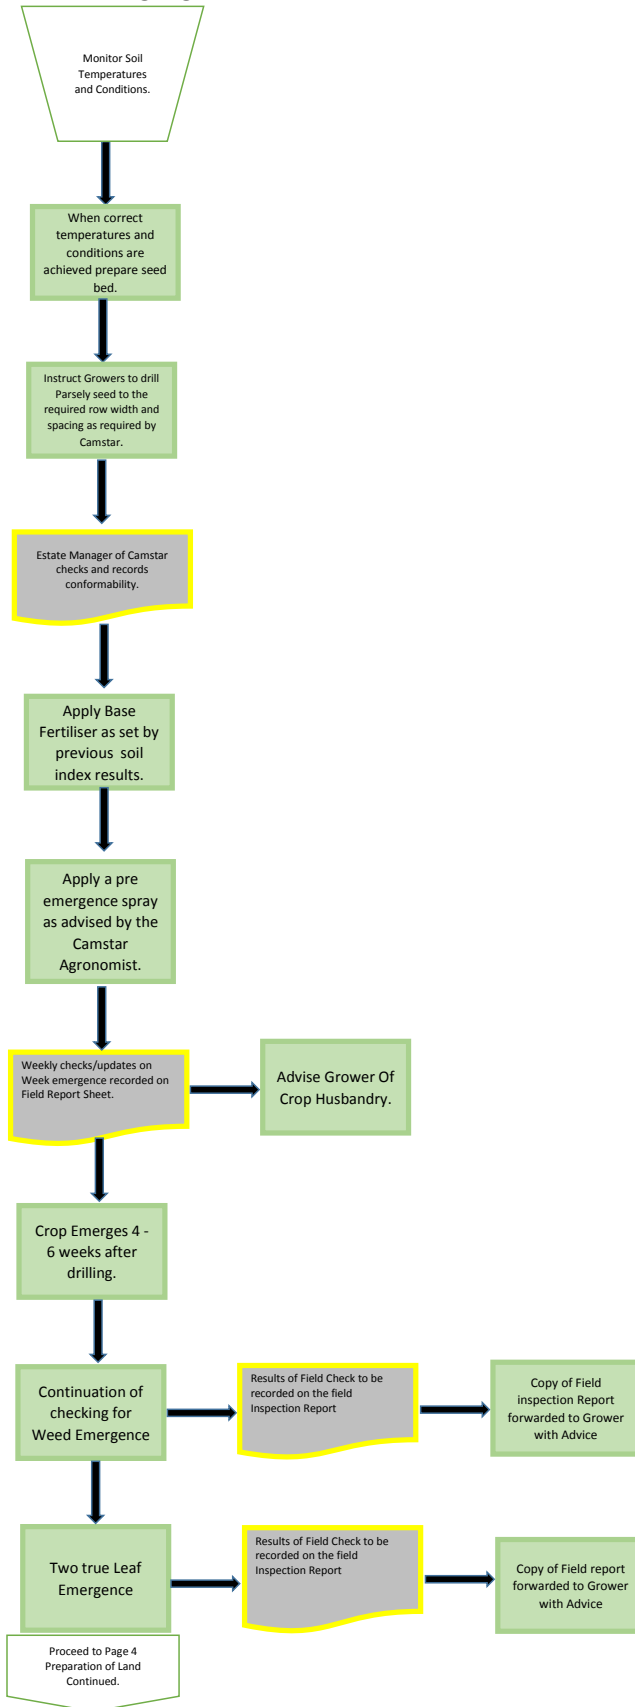 Monitor Soil
Temperatures
and Conditions.
When correct
temperatures and
conditions are
achieved prepare seed
bed.
Instruct Growers to drill
Parsely seed to the
required row width and
spacing as required by
Camstar.
Estate Manager of Camstar
checks and records
conformability.
Apply Base
Fertiliser as set by
previous soil
index results.
Apply a pre
emergence spray
as advised by the
Camstar
Agronomist.
Weekly checks/updates on
Week emergence recorded on
Field Report Sheet.
Advise Grower Of
Crop Husbandry.
Crop Emerges 4 -
6 weeks after
drilling.
Continuation of
checking for
Weed Emergence
Results of Field Check to be
recorded on the field
Inspection Report
Copy of Field
inspection Report
forwarded to Grower
with Advice
Two true Leaf
Emergence
Results of Field Check to be
recorded on the field
Inspection Report
Copy of Field report
forwarded to Grower
with Advice
Proceed to Page 4
Preparation of Land
Continued.